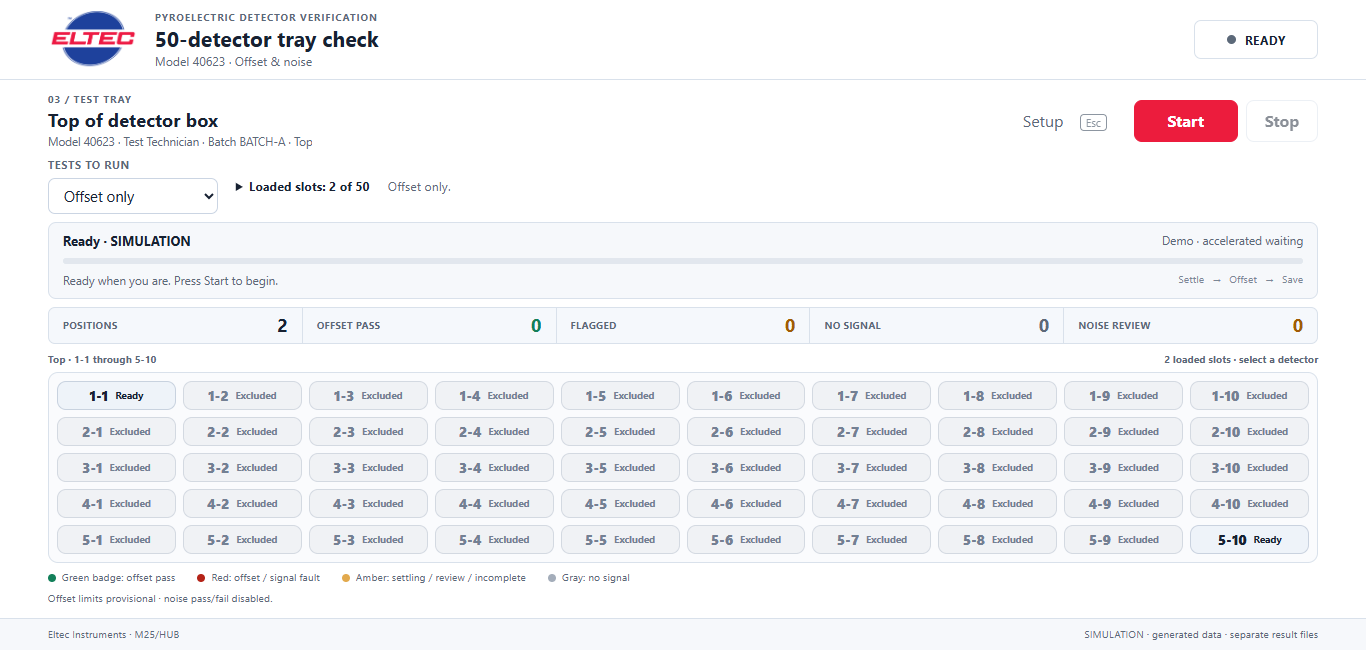 ELTEC
PYROELECTRIC DETECTOR VERIFICATION
50-detector tray check
Model 40623 · Offset & noise
READY
03 / TEST TRAY
Top of detector box
Model 40623 · Test Technician · Batch BATCH-A · Top
Setup Esc Start Stop
TESTS TO RUN
Offset only
Loaded slots: 2 of 50 Offset only.
Ready · SIMULATION Demo · accelerated waiting
Ready when you are. Press Start to begin. Settle → Offset → Save
POSITIONS 2 OFFSET PASS 0 FLAGGED 0 NO SIGNAL 0 NOISE REVIEW 0
Top · 1-1 through 5-10 2 loaded slots · select a detector
1-1 Ready 1-2 Excluded 1-3 Excluded 1-4 Excluded 1-5 Excluded 1-6 Excluded 1-7 Excluded 1-8 Excluded 1-9 Excluded 1-10 Excluded
2-1 Excluded 2-2 Excluded 2-3 Excluded 2-4 Excluded 2-5 Excluded 2-6 Excluded 2-7 Excluded 2-8 Excluded 2-9 Excluded 2-10 Excluded
3-1 Excluded 3-2 Excluded 3-3 Excluded 3-4 Excluded 3-5 Excluded 3-6 Excluded 3-7 Excluded 3-8 Excluded 3-9 Excluded 3-10 Excluded
4-1 Excluded 4-2 Excluded 4-3 Excluded 4-4 Excluded 4-5 Excluded 4-6 Excluded 4-7 Excluded 4-8 Excluded 4-9 Excluded 4-10 Excluded
5-1 Excluded 5-2 Excluded 5-3 Excluded 5-4 Excluded 5-5 Excluded 5-6 Excluded 5-7 Excluded 5-8 Excluded 5-9 Excluded 5-10 Ready
Green badge: offset pass Red: offset / signal fault Amber: settling / review / incomplete Gray: no signal
Offset limits provisional · noise pass/fail disabled.
Eltec Instruments · M25/HUB SIMULATION · generated data · separate result files